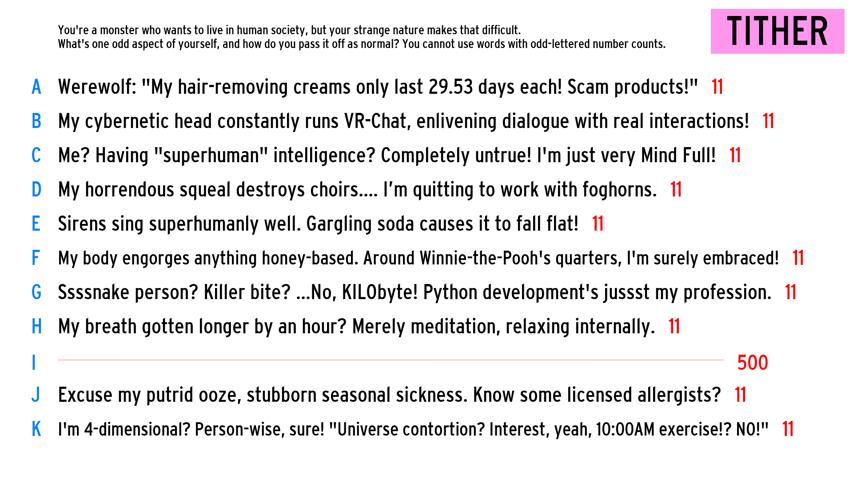 You're a monster who wants to live in human society, but your strange nature makes that difficult.
What's one odd aspect of yourself, and how do you pass it off as normal? You cannot use words with odd-lettered number counts.
TITHER
A Werewolf: "My hair-removing creams only last 29.53 days each! Scam products!" 11
B My cybernetic head constantly runs VR-Chat, enlivening dialogue with real interactions! 11
C Me? Having "superhuman" intelligence? Completely untrue! I'm just very Mind Full! 11
D My horrendous squeal destroys choirs.... I'm quitting to work with foghorns. 11
E Sirens sing superhumanly well. Gargling soda causes it to fall flat! 11
F My body engorges anything honey-based. Around Winnie-the-Pooh's quarters, I'm surely embraced! 11
G Ssssnake person? Killer bite? ...No, KILObyte! Python development's jussst my profession. 11
H My breath gotten longer by an hour? Merely meditation, relaxing internally. 11
I 500
J Excuse my putrid ooze, stubborn seasonal sickness. Know some licensed allergists? 11
K I'm 4-dimensional? Person-wise, sure! "Universe contortion? Interest, yeah, 10:00AM exercise!? NO!" 11